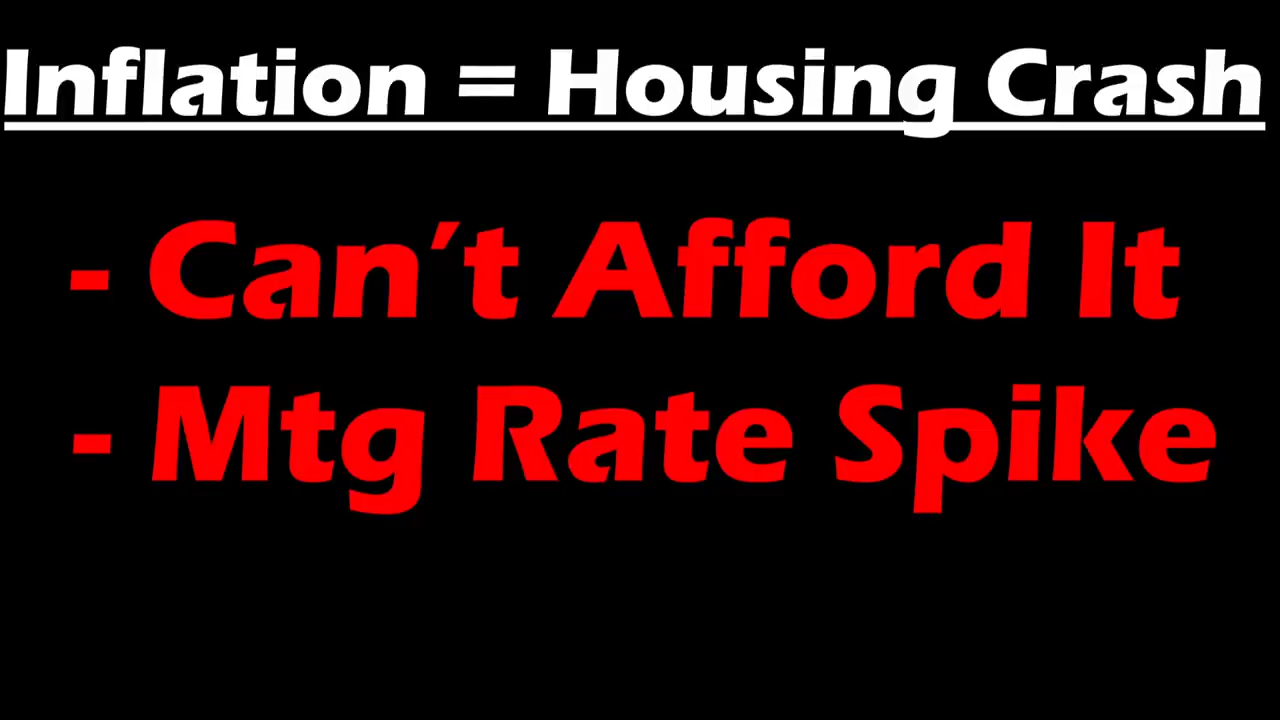 Inflation = Housing Crash
- Can’t Afford It
- Mtg Rate Spike